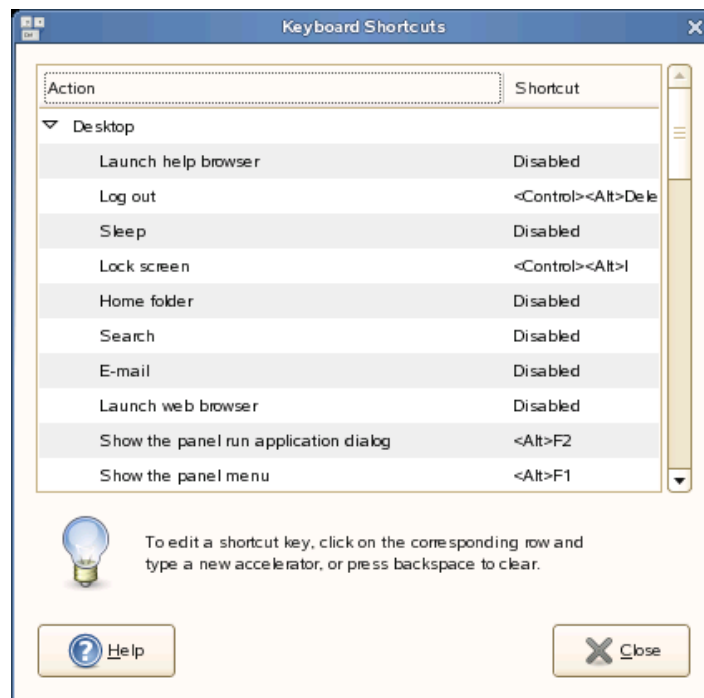 Keyboard Shortcuts
Action Shortcut
Desktop
Launch help browser Disabled
Log out <Control><Alt>Dele
Sleep Disabled
Lock screen <Control><Alt>l
Home folder Disabled
Search Disabled
E-mail Disabled
Launch web browser Disabled
Show the panel run application dialog <Alt>F2
Show the panel menu <Alt>F1
To edit a shortcut key, click on the corresponding row and
type a new accelerator, or press backspace to clear.
Help Close